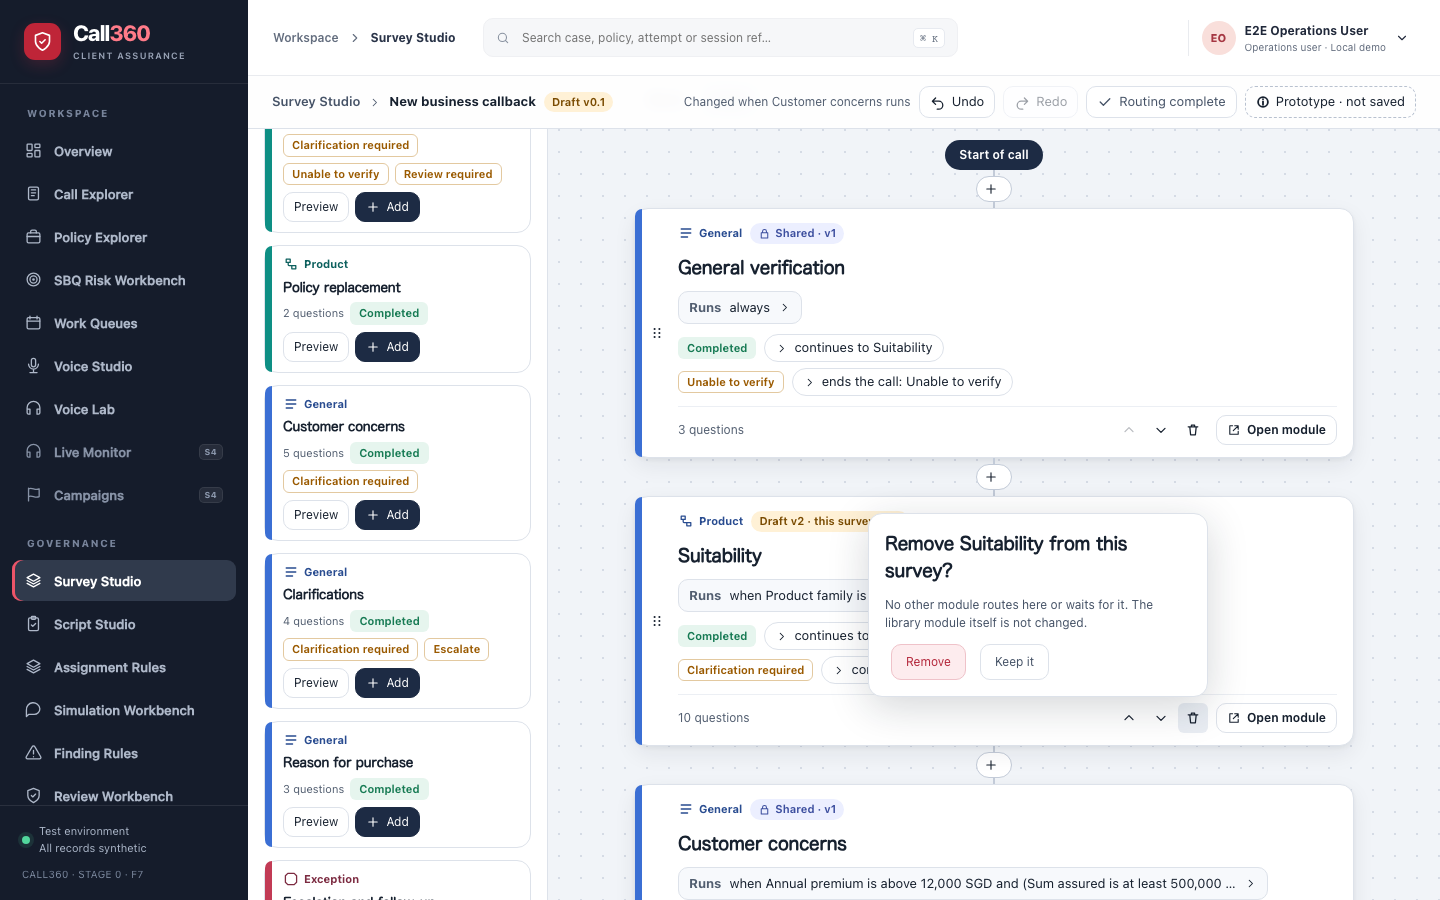 Call360
CLIENT ASSURANCE
WORKSPACE
Overview
Call Explorer
Policy Explorer
SBQ Risk Workbench
Work Queues
Voice Studio
Voice Lab
Live Monitor S4
Campaigns S4
GOVERNANCE
Survey Studio
Script Studio
Assignment Rules
Simulation Workbench
Finding Rules
Review Workbench
Test environment
All records synthetic
CALL360 · STAGE 0 · F7
Workspace > Survey Studio
Search case, policy, attempt or session ref...
⌘ K
EO
E2E Operations User
Operations user · Local demo
Survey Studio > New business callback Draft v0.1
Changed when Customer concerns runs
Undo
Redo
Routing complete
Prototype · not saved
Clarification required
Unable to verify Review required
Preview + Add
Product
Policy replacement
2 questions Completed
Preview + Add
General
Customer concerns
5 questions Completed
Clarification required
Preview + Add
General
Clarifications
4 questions Completed
Clarification required Escalate
Preview + Add
General
Reason for purchase
3 questions Completed
Preview + Add
Exception
Start of call
+
General Shared · v1
General verification
Runs always >
Completed > continues to Suitability
Unable to verify > ends the call: Unable to verify
3 questions
Open module
+
Product Draft v2 · this survey
Suitability
Runs when Product family is
Completed > continues to
Clarification required >
10 questions
Open module
Remove Suitability from this
survey?
No other module routes here or waits for it. The
library module itself is not changed.
Remove Keep it
+
General Shared · v1
Customer concerns
Runs when Annual premium is above 12,000 SGD and (Sum assured is at least 500,000 ... >